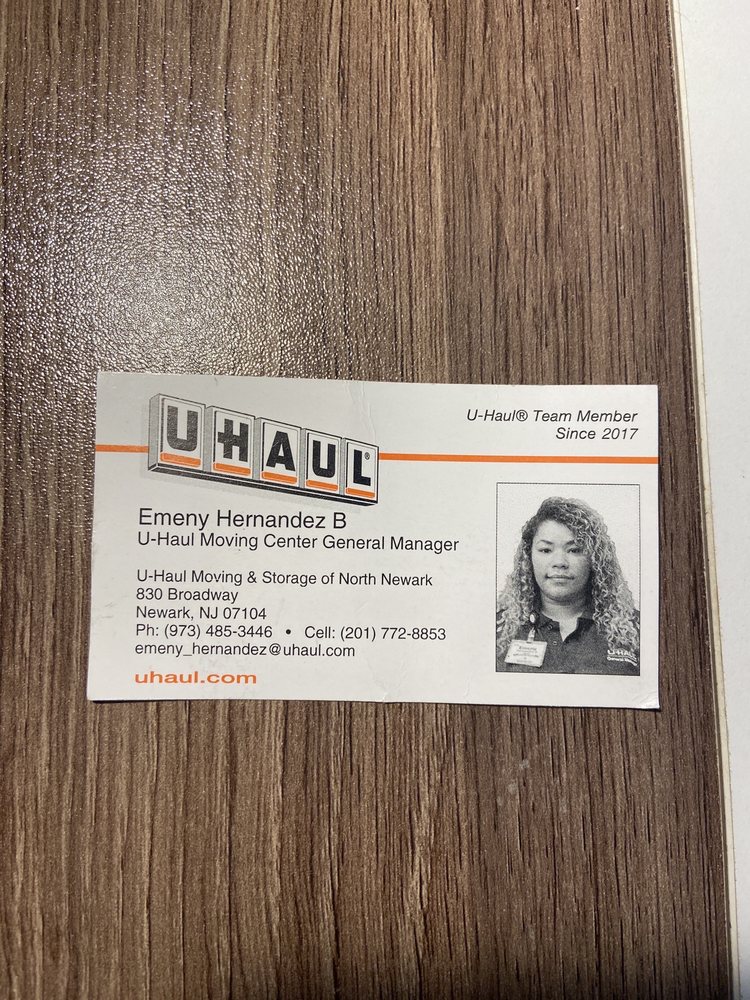 UHAUL®
U-Haul® Team Member
Since 2017
Emeny Hernandez B
U-Haul Moving Center General Manager
U-Haul Moving & Storage of North Newark
830 Broadway
Newark, NJ 07104
Ph: (973) 485-3446 • Cell: (201) 772-8853
emeny_hernandez@uhaul.com
uhaul.com
U-HAUL